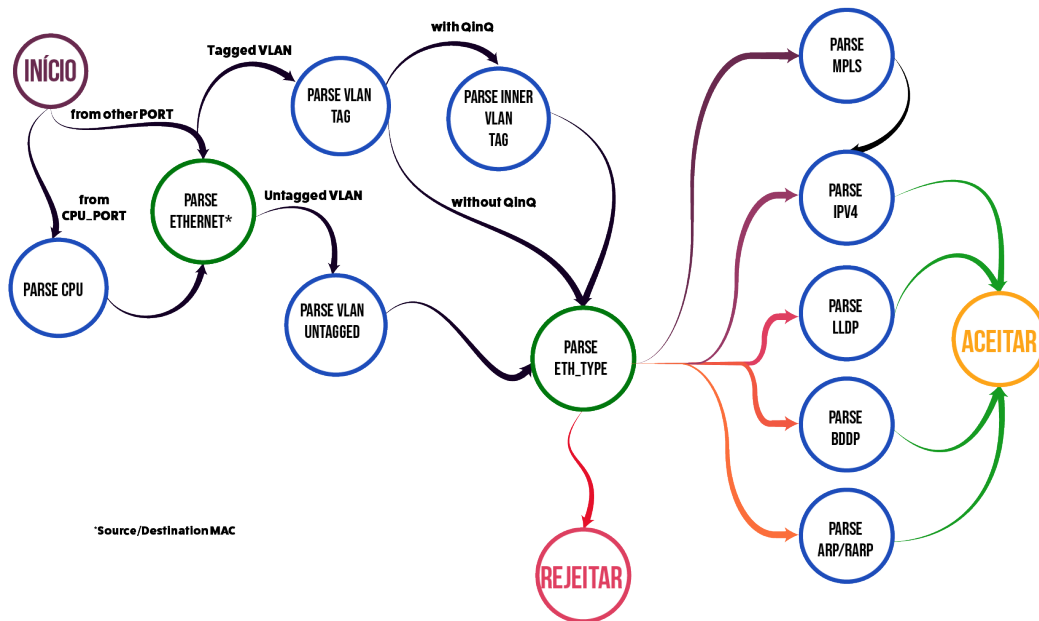 INÍCIO
from other PORT
from
CPU_PORT
PARSE CPU
PARSE
ETHERNET*
Tagged VLAN
Untagged VLAN
PARSE VLAN
TAG
with QinQ
without QinQ
PARSE INNER
VLAN
TAG
PARSE VLAN
UNTAGGED
PARSE
ETH_TYPE
REJEITAR
PARSE
MPLS
PARSE
IPV4
PARSE
LLDP
PARSE
BDDP
PARSE
ARP/RARP
ACEITAR
*Source/Destination MAC